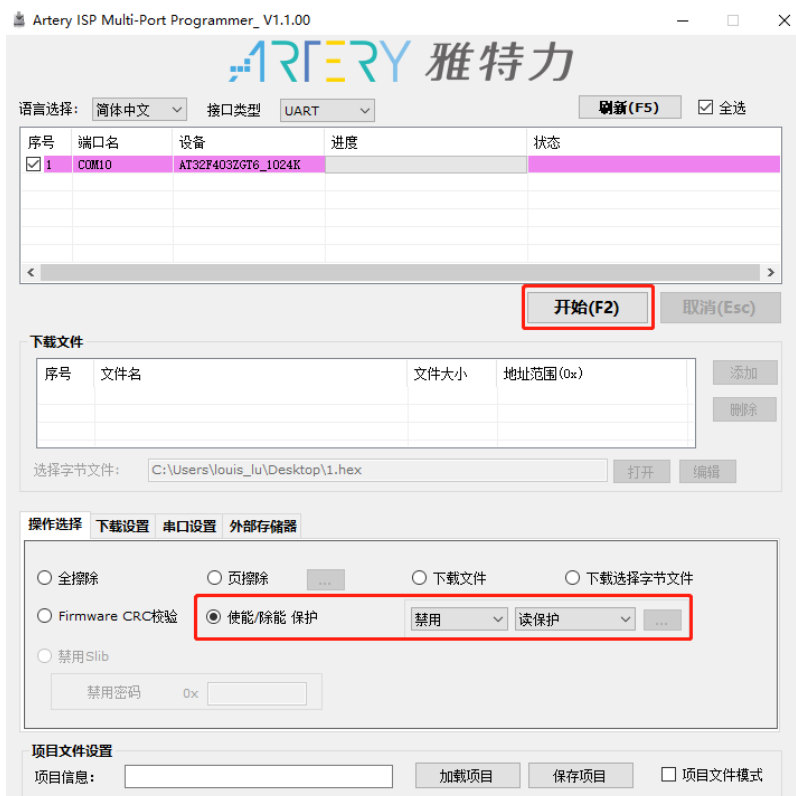 Artery ISP Multi-Port Programmer_ V1.1.00
ARTERY 雅特力
语言选择: 简体中文 接口类型 UART 刷新(F5) 全选
序号 端口名 设备 进度 状态
1 COM10 AT32F403ZGT6_1024K
开始(F2) 取消(Esc)
下载文件
序号 文件名 文件大小 地址范围(0x) 添加
删除
选择字节文件: C:\Users\louis_lu\Desktop\1.hex 打开 编辑
操作选择 下载设置 串口设置 外部存储器
全擦除 页擦除 ... 下载文件 下载选择字节文件
Firmware CRC校验 使能/除能 保护 禁用 读保护 ...
禁用Slib
禁用密码 0x
项目文件设置
项目信息: 加载项目 保存项目 项目文件模式